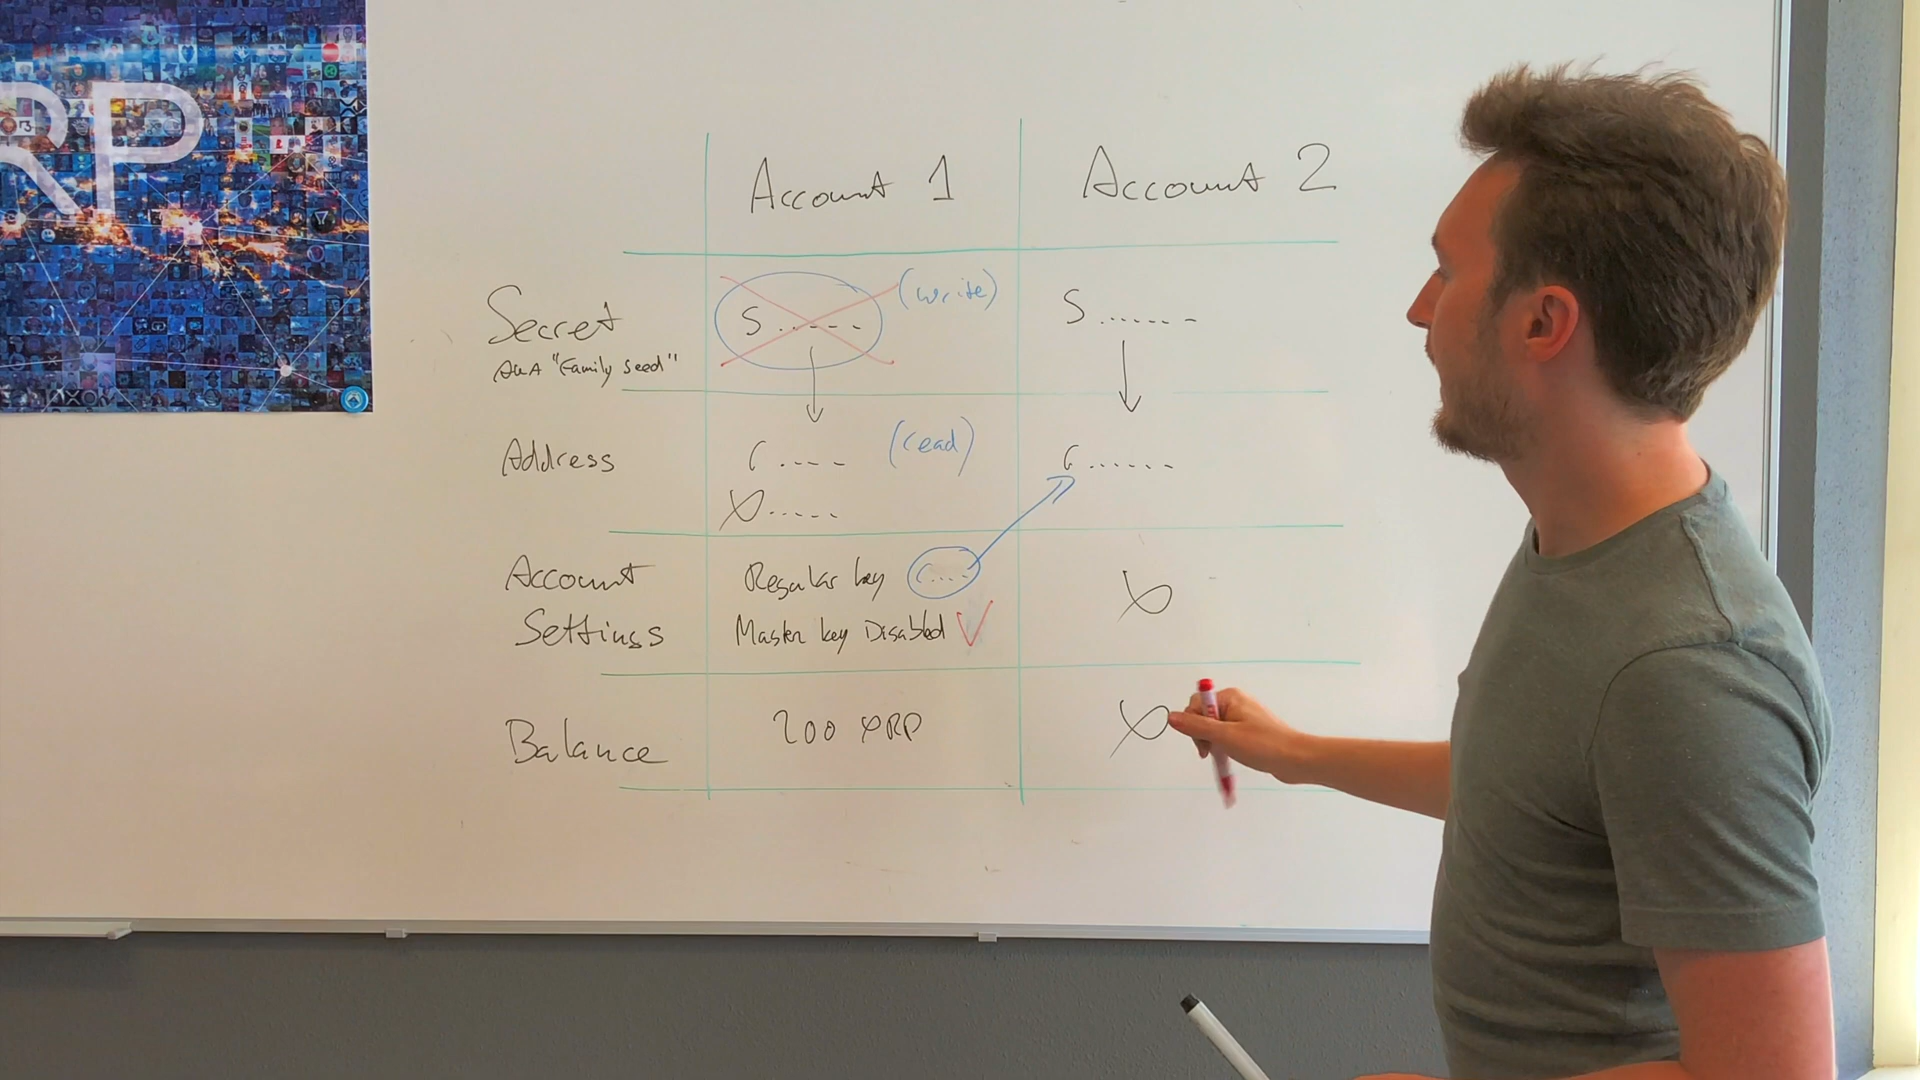 RP
Account 1 Account 2
Secret S...... (write) S......
AKA "Family Seed"
Address r.... (read) r......
X.....
Account Regular key r....
Settings Master key Disabled
Balance 200 XRP